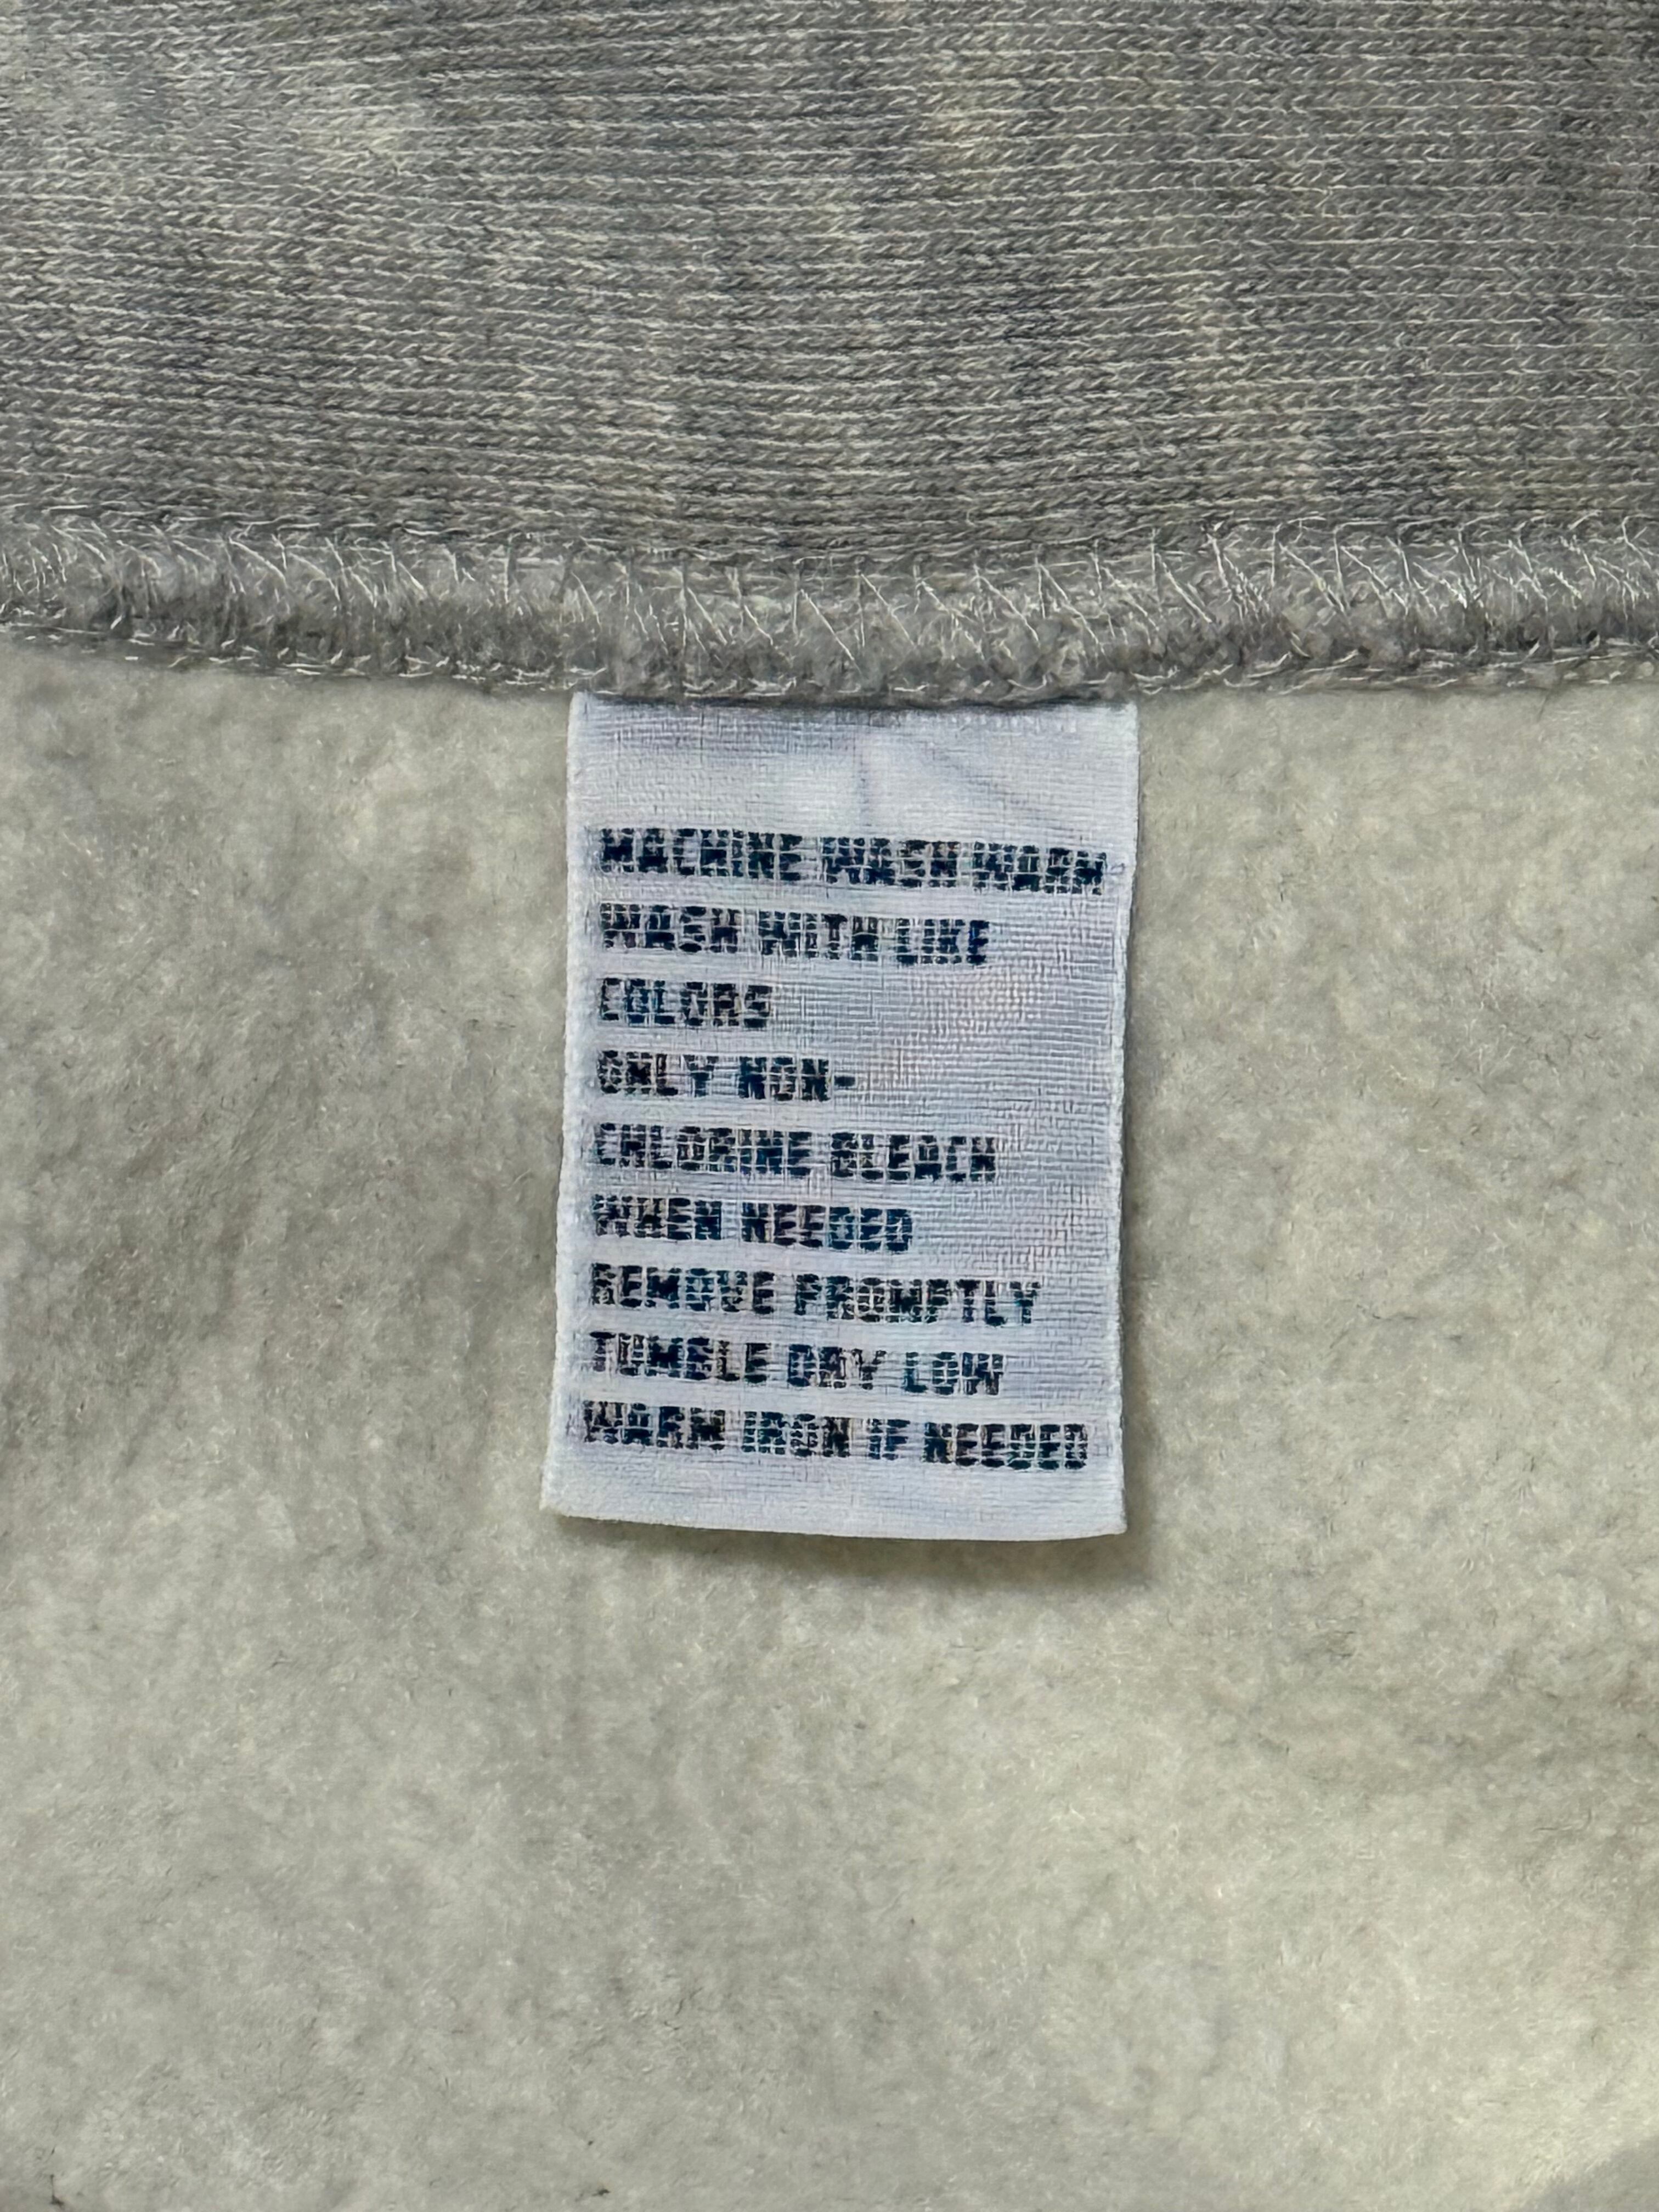 MACHINE WASH WARM
WASH WITH LIKE
COLORS
ONLY NON-
CHLORINE BLEACH
WHEN NEEDED
REMOVE PROMPTLY
TUMBLE DRY LOW
WARM IRON IF NEEDED